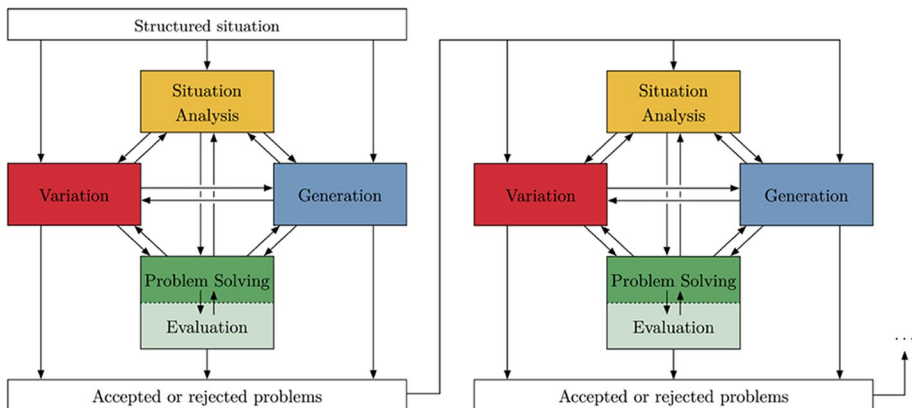 Structured situation
Situation
Analysis
Variation
Generation
Problem Solving
Evaluation
Accepted or rejected problems
Situation
Analysis
Variation
Generation
Problem Solving
Evaluation
...
Accepted or rejected problems